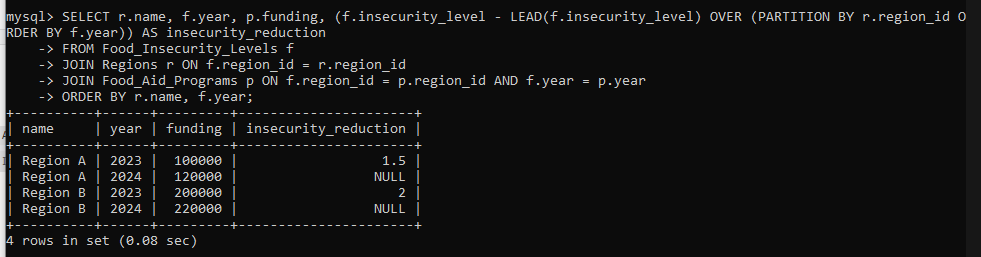 mysql> SELECT r.name, f.year, p.funding, (f.insecurity_level - LEAD(f.insecurity_level) OVER (PARTITION BY r.region_id O
RDER BY f.year)) AS insecurity_reduction
    -> FROM Food_Insecurity_Levels f
    -> JOIN Regions r ON f.region_id = r.region_id
    -> JOIN Food_Aid_Programs p ON f.region_id = p.region_id AND f.year = p.year
    -> ORDER BY r.name, f.year;
+----------+------+---------+----------------------+
| name     | year | funding | insecurity_reduction |
+----------+------+---------+----------------------+
| Region A | 2023 |  100000 |                  1.5 |
| Region A | 2024 |  120000 |                 NULL |
| Region B | 2023 |  200000 |                    2 |
| Region B | 2024 |  220000 |                 NULL |
+----------+------+---------+----------------------+
4 rows in set (0.08 sec)